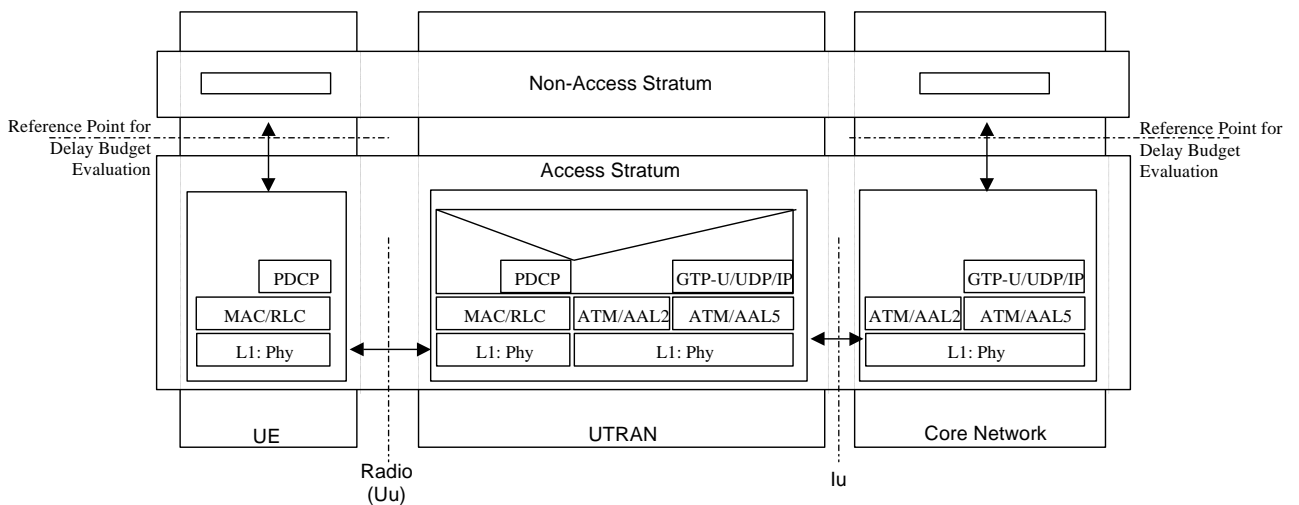 Non-Access Stratum
Reference Point for
Delay Budget
Evaluation
Reference Point for
Delay Budget
Evaluation
Access Stratum
PDCP
PDCP
GTP-U/UDP/IP
GTP-U/UDP/IP
MAC/RLC
MAC/RLC
ATM/AAL2
ATM/AAL5
ATM/AAL2
ATM/AAL5
L1: Phy
L1: Phy
L1: Phy
L1: Phy
UE
UTRAN
Core Network
Radio
(Uu)
Iu